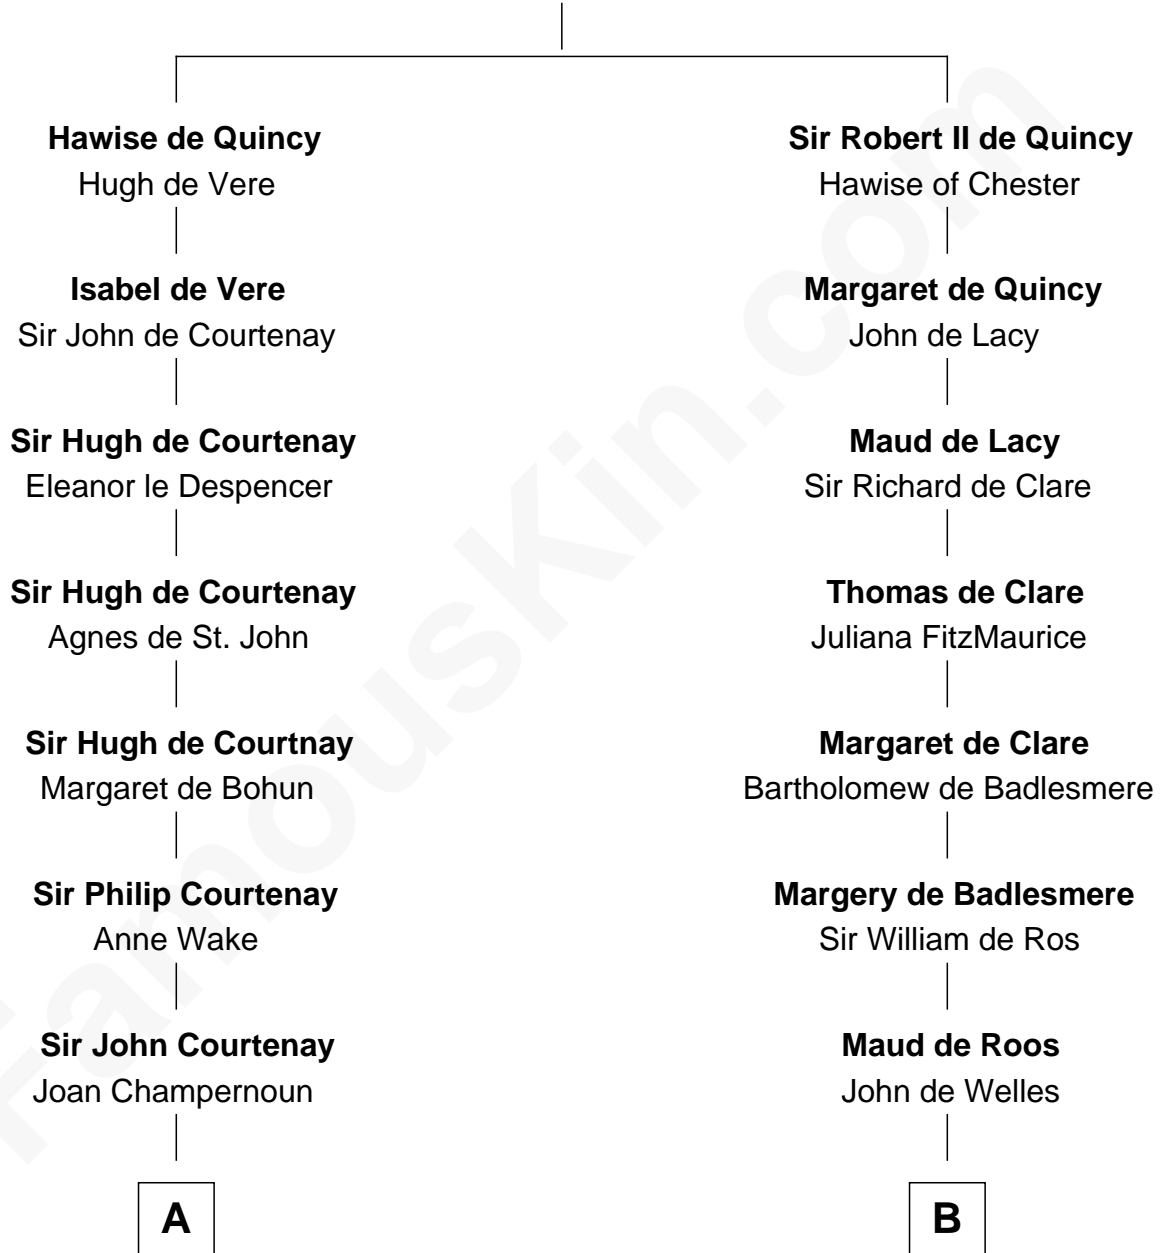 Hawise de Quincy
Hugh de Vere
Sir Robert II de Quincy
Hawise of Chester
Isabel de Vere
Sir John de Courtenay
Margaret de Quincy
John de Lacy
Sir Hugh de Courtenay
Eleanor le Despencer
Maud de Lacy
Sir Richard de Clare
Sir Hugh de Courtenay
Agnes de St. John
Thomas de Clare
Juliana FitzMaurice
Sir Hugh de Courtnay
Margaret de Bohun
Margaret de Clare
Bartholomew de Badlesmere
Sir Philip Courtenay
Anne Wake
Margery de Badlesmere
Sir William de Ros
Sir John Courtenay
Joan Champernoun
Maud de Roos
John de Welles
A
B
FamousKin.com